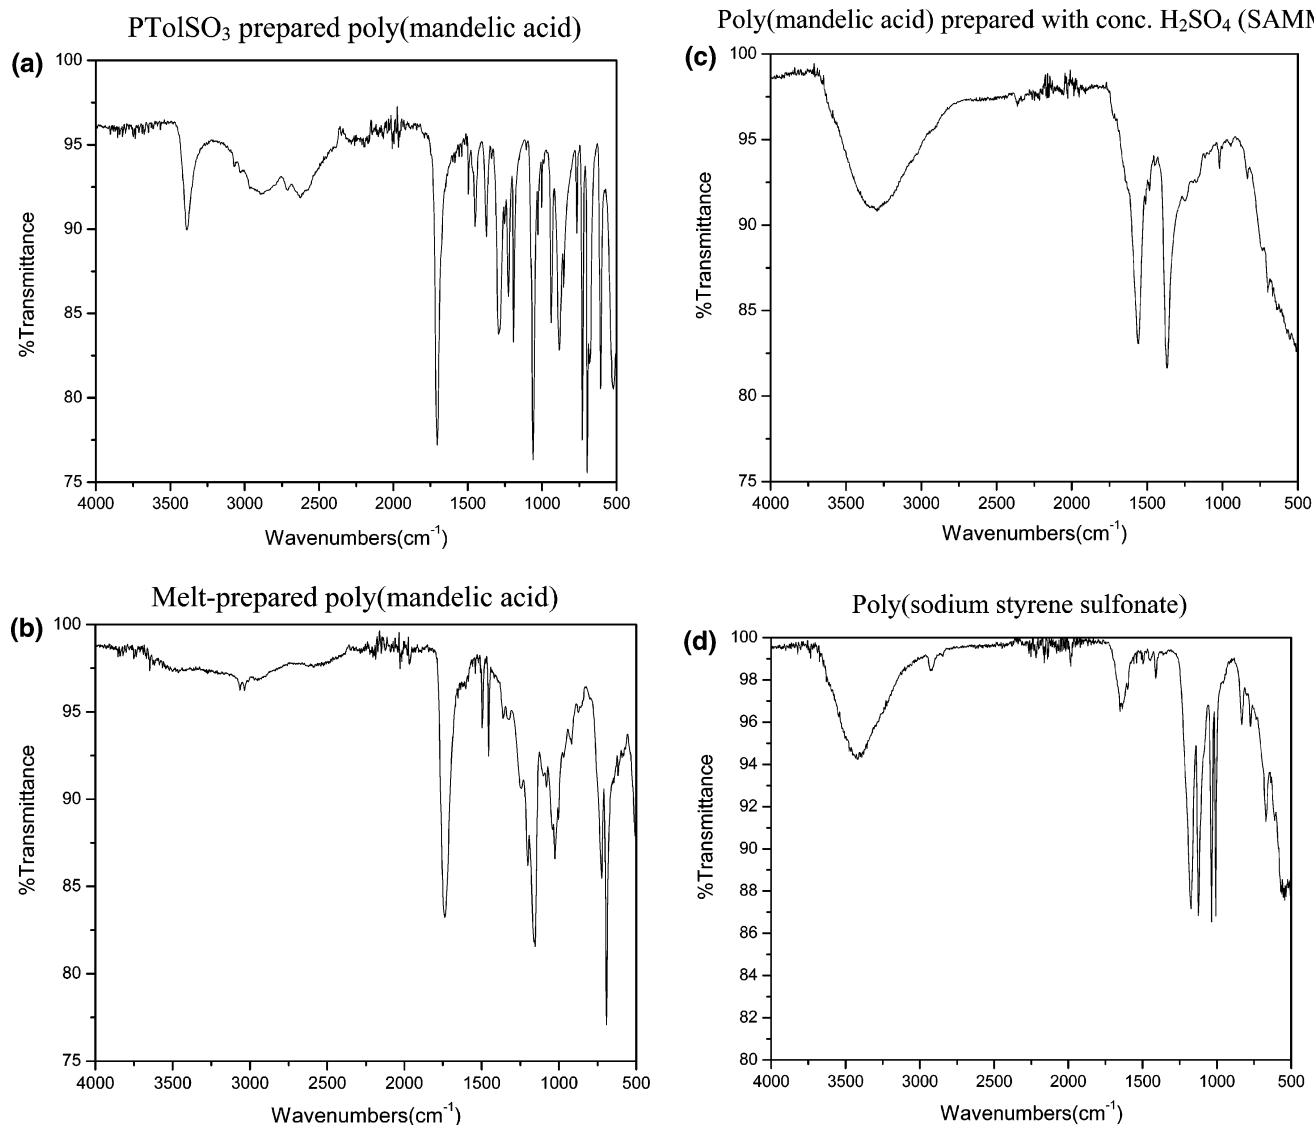 PTolSO3 prepared poly(mandelic acid)
(a)
100
95
90
85
80
75
%Transmittance
4000 3500 3000 2500 2000 1500 1000 500
Wavenumbers(cm-1)
Poly(mandelic acid) prepared with conc. H2SO4 (SAMM
(c)
100
95
90
85
80
75
%Transmittance
4000 3500 3000 2500 2000 1500 1000 500
Wavenumbers(cm-1)
Melt-prepared poly(mandelic acid)
(b)
100
95
90
85
80
75
%Transmittance
4000 3500 3000 2500 2000 1500 1000 500
Wavenumbers(cm-1)
Poly(sodium styrene sulfonate)
(d)
100
98
96
94
92
90
88
86
84
82
80
%Transmittance
4000 3500 3000 2500 2000 1500 1000 500
Wavenumbers(cm-1)